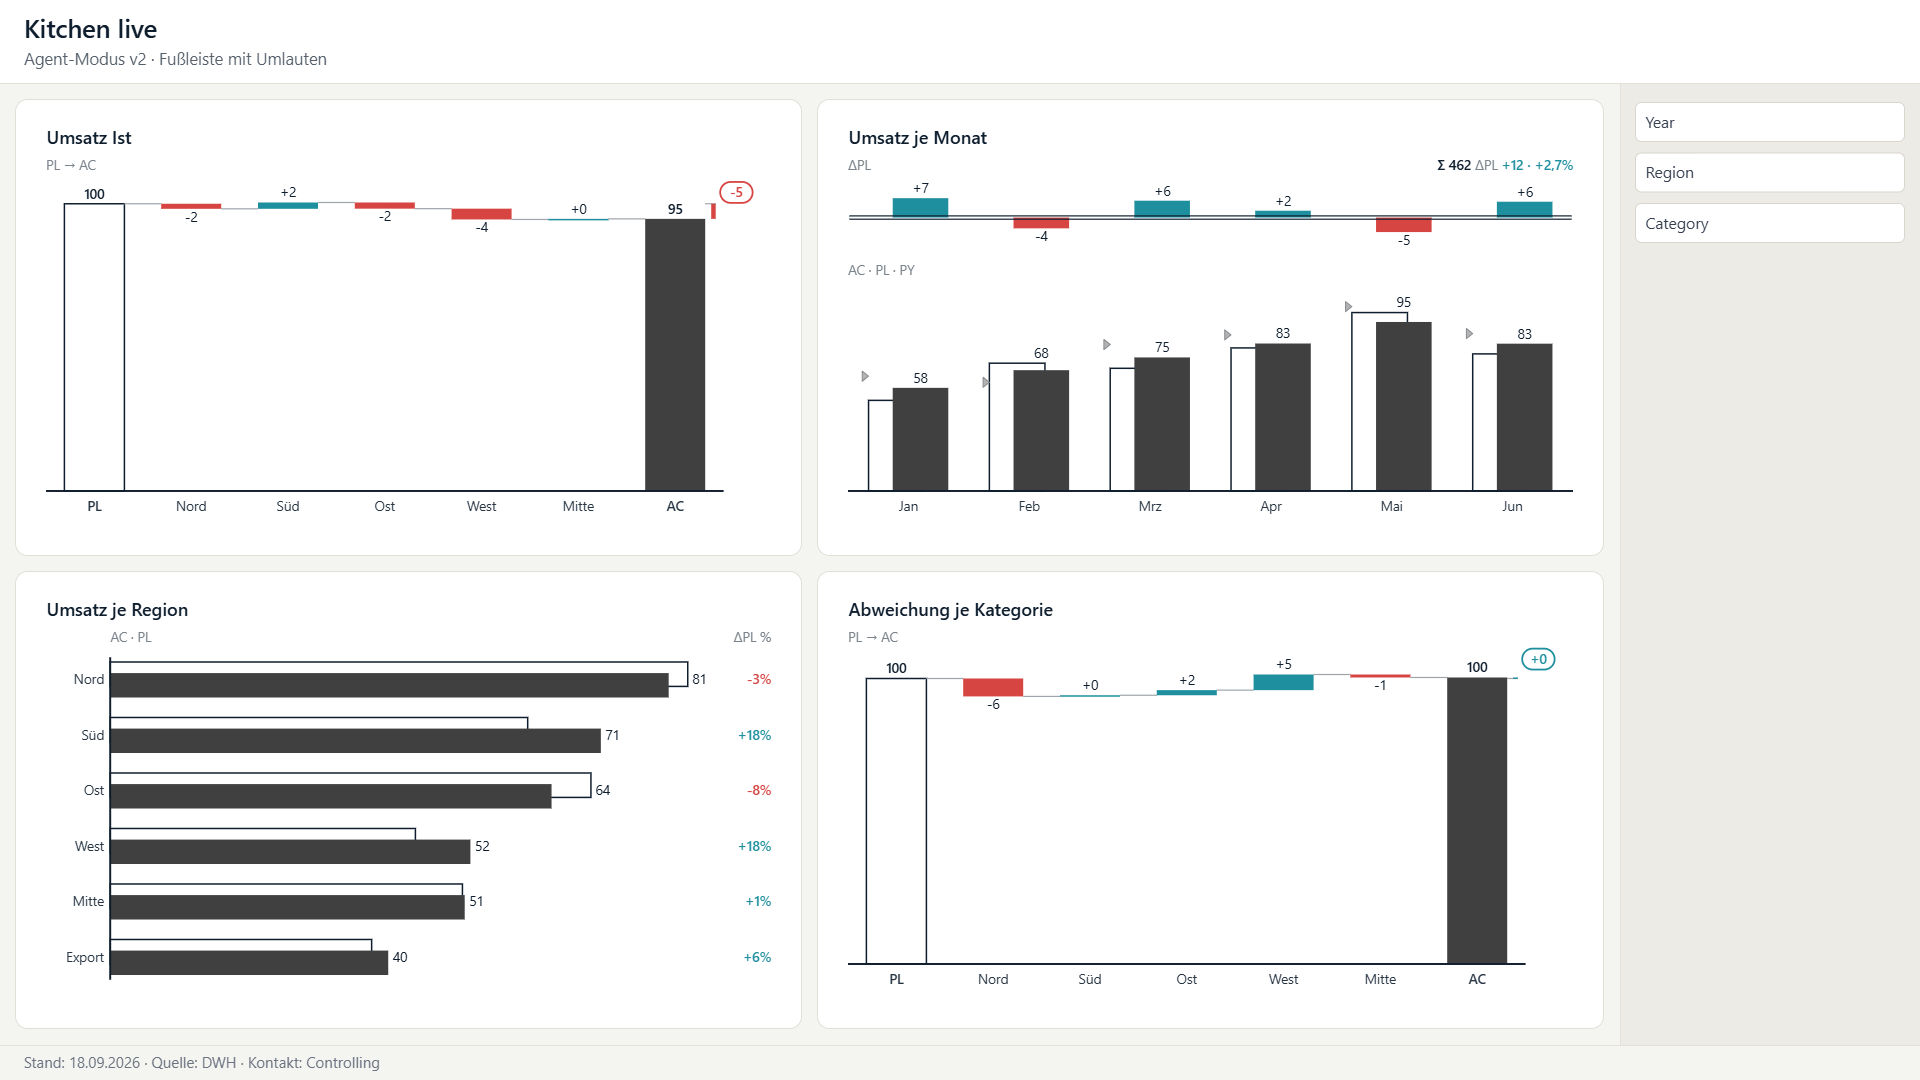 Kitchen live
Agent-Modus v2 · Fußleiste mit Umlauten
Umsatz Ist
PL → AC
100
-2
+2
-2
-4
+0
95
-5
PL Nord Süd Ost West Mitte AC
Umsatz je Monat
ΔPL
Σ 462 ΔPL +12 · +2,7%
+7
-4
+6
+2
-5
+6
AC · PL · PY
58
68
75
83
95
83
Jan Feb Mrz Apr Mai Jun
Umsatz je Region
AC · PL ΔPL %
Nord 81 -3%
Süd 71 +18%
Ost 64 -8%
West 52 +18%
Mitte 51 +1%
Export 40 +6%
Abweichung je Kategorie
PL → AC
100
-6
+0
+2
+5
-1
100
+0
PL Nord Süd Ost West Mitte AC
Year
Region
Category
Stand: 18.09.2026 · Quelle: DWH · Kontakt: Controlling